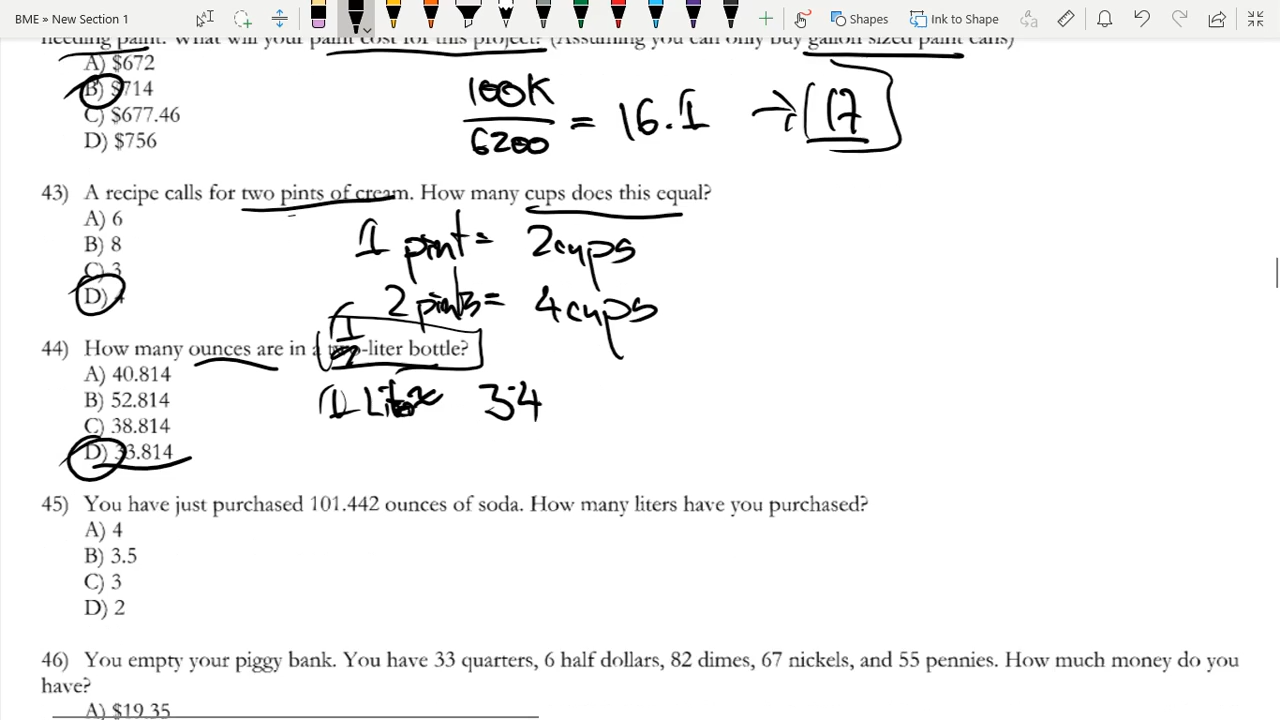 BME » New Section 1
Shapes
Ink to Shape
needing paint. What will your paint cost for this project? (Assuming you can only buy gallon sized paint cans)
A) $672
B) $714
C) $677.46
D) $756
100K
6200
= 16.1 → 17
43) A recipe calls for two pints of cream. How many cups does this equal?
A) 6
B) 8
C) 3
D) 4
1 pint = 2 cups
2 pints = 4 cups
44) How many ounces are in a 1-liter bottle?
A) 40.814
B) 52.814
C) 38.814
D) 33.814
1 Liter 34
45) You have just purchased 101.442 ounces of soda. How many liters have you purchased?
A) 4
B) 3.5
C) 3
D) 2
46) You empty your piggy bank. You have 33 quarters, 6 half dollars, 82 dimes, 67 nickels, and 55 pennies. How much money do you
have?
A) $19.35